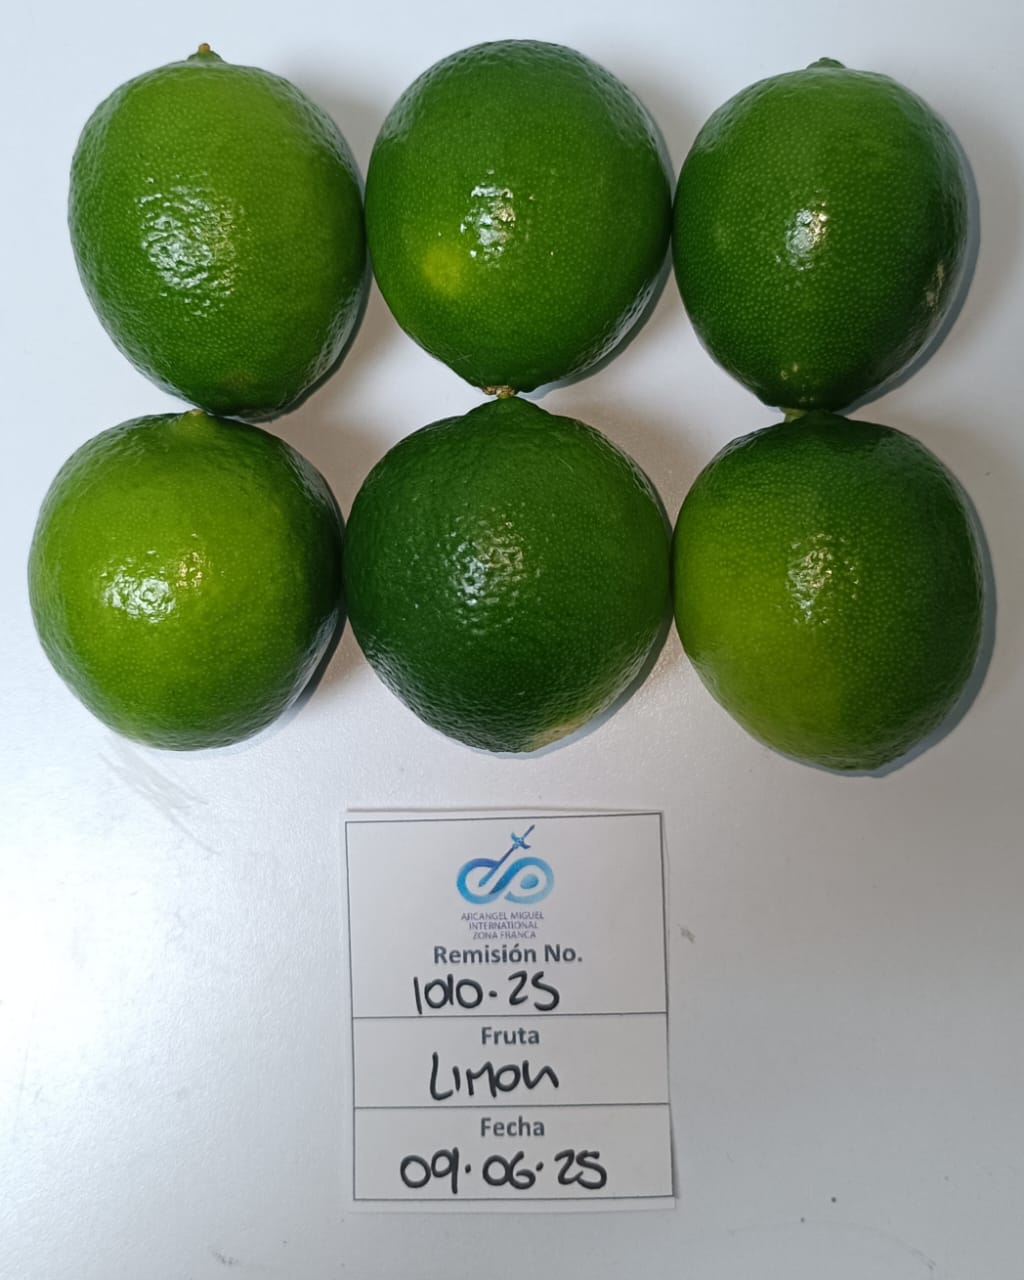 ARCANGEL MIGUEL
INTERNATIONAL
ZONA FRANCA
Remisión No.
1010-25
Fruta
LIMON
Fecha
09.06.25